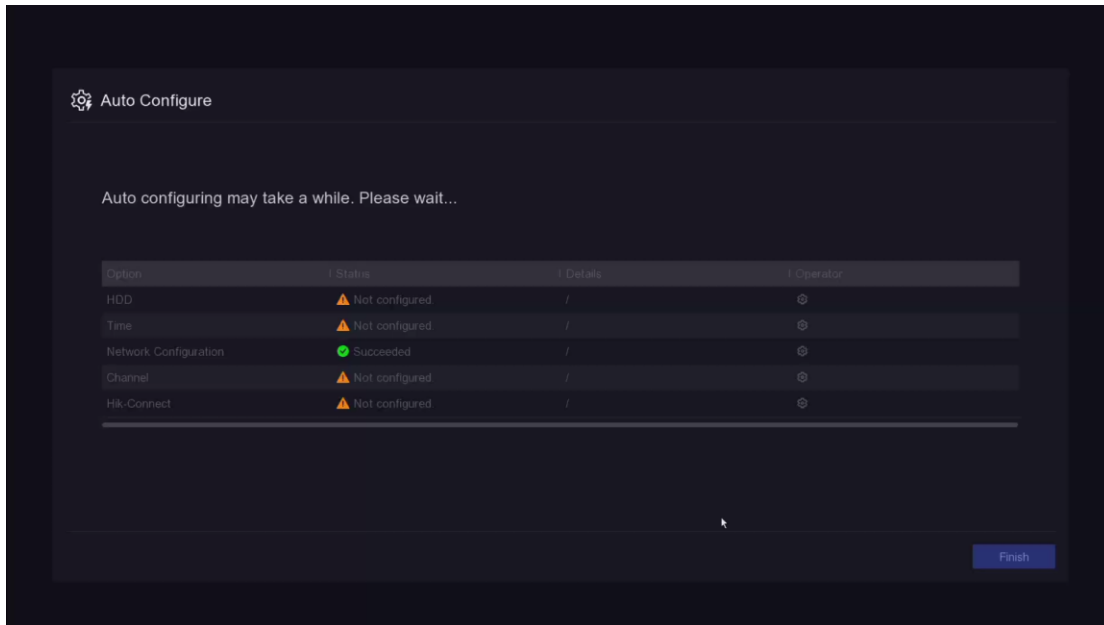 Auto Configure
Auto configuring may take a while. Please wait...
Option Status Details Operator
HDD Not configured. /
Time Not configured /
Network Configuration Succeeded /
Channel Not configured /
Hik-Connect Not configured /
Finish